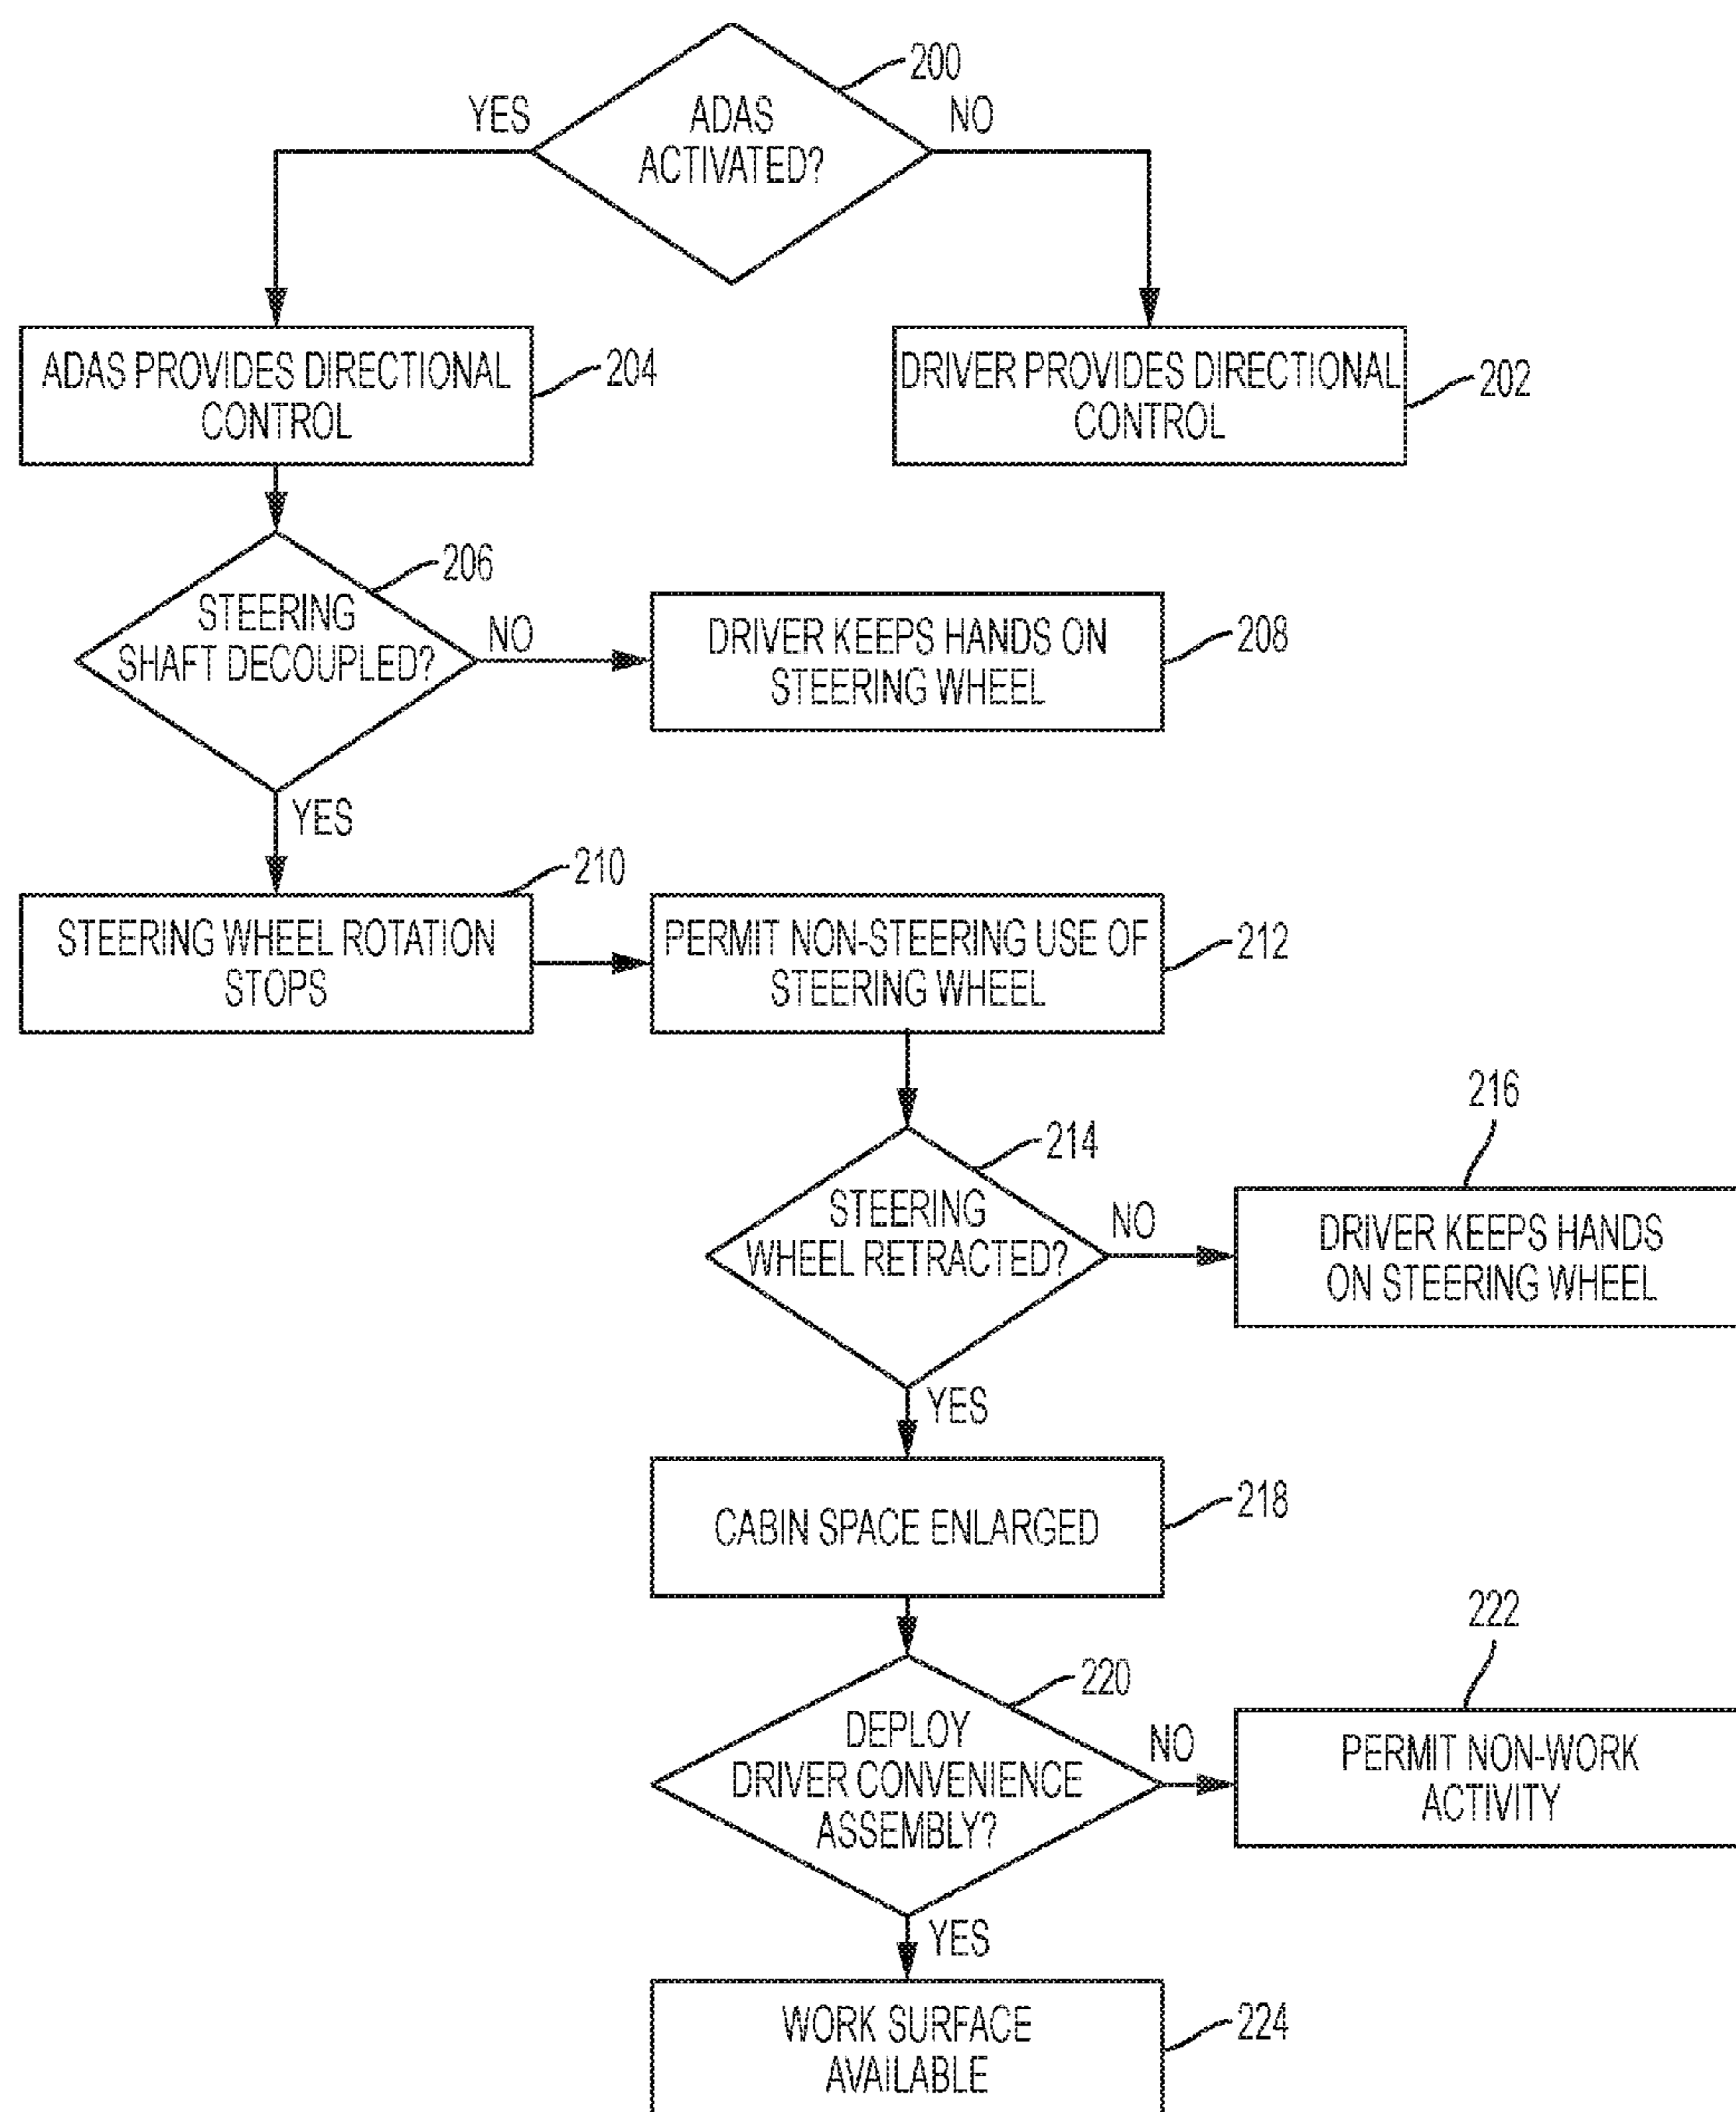 200
YES
ADAS
ACTIVATED?
NO
ADAS PROVIDES DIRECTIONAL
CONTROL
204
DRIVER PROVIDES DIRECTIONAL
CONTROL
202
206
STEERING
SHAFT DECOUPLED?
NO
DRIVER KEEPS HANDS ON
STEERING WHEEL
208
YES
210
STEERING WHEEL ROTATION
STOPS
PERMIT NON-STEERING USE OF
STEERING WHEEL
212
214
STEERING
WHEEL RETRACTED?
NO
216
DRIVER KEEPS HANDS
ON STEERING WHEEL
YES
CABIN SPACE ENLARGED
218
220
DEPLOY
DRIVER CONVENIENCE
ASSEMBLY?
NO
222
PERMIT NON-WORK
ACTIVITY
YES
WORK SURFACE
AVAILABLE
224